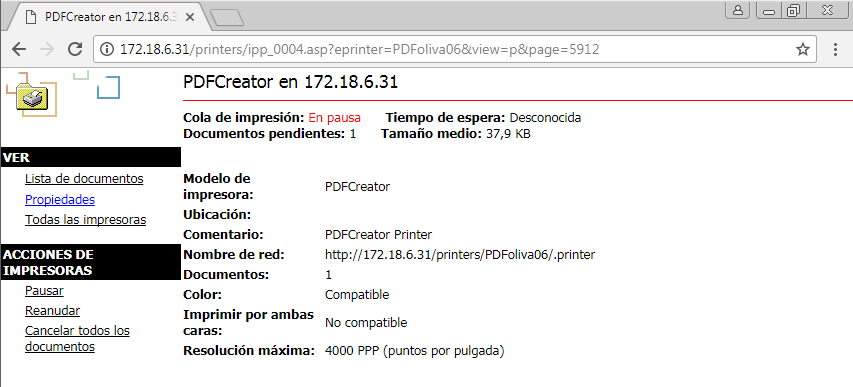 PDFCreator en 172.18.6.3
172.18.6.31/printers/ipp_0004.asp?eprinter=PDFoliva06&view=p&page=5912
PDFCreator en 172.18.6.31
Cola de impresión: En pausa Tiempo de espera: Desconocida
Documentos pendientes: 1 Tamaño medio: 37,9 KB
VER
Lista de documentos
Propiedades
Todas las impresoras
ACCIONES DE
IMPRESORAS
Pausar
Reanudar
Cancelar todos los
documentos
Modelo de
impresora: PDFCreator
Ubicación:
Comentario: PDFCreator Printer
Nombre de red: http://172.18.6.31/printers/PDFoliva06/.printer
Documentos: 1
Color: Compatible
Imprimir por ambas
caras: No compatible
Resolución máxima: 4000 PPP (puntos por pulgada)